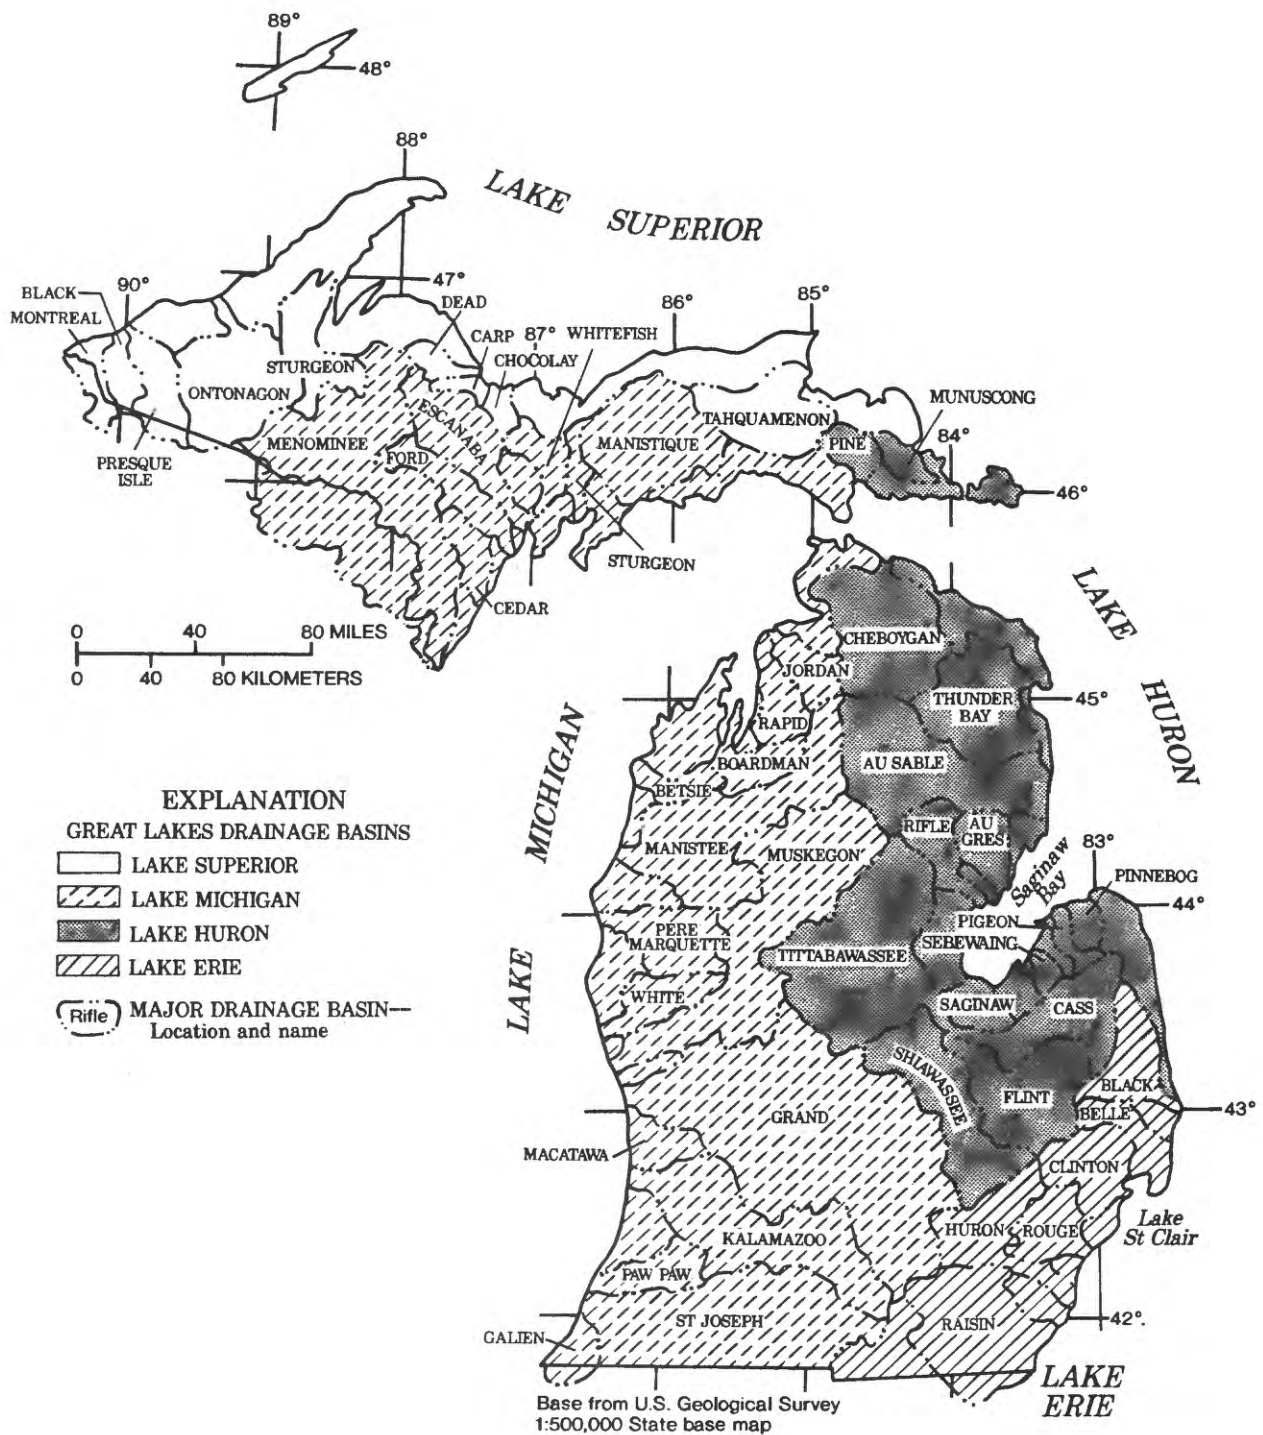 89°
48°
88°
LAKE SUPERIOR
47°
90°
BLACK
MONTREAL
DEAD
86°
85°
CARP
87°
WHITEFISH
CHOCOLAY
STURGEON
ONTONAGON
ESCANABA
MUNUSCONG
TAHQUAMENON
MENOMINEE
FORD
MANISTIQUE
PINE
84°
PRESQUE
ISLE
46°
STURGEON
CEDAR
LAKE HURON
0 40 80 MILES
0 40 80 KILOMETERS
CHEBOYGAN
JORDAN
THUNDER
BAY
45°
RAPID
BOARDMAN
AU SABLE
BETSIE
LAKE MICHIGAN
RIFLE
AU
GRES
MANISTEE
MUSKEGON
Saginaw
Bay
83°
PINNEBOG
44°
PIGEON
SEBEWAING
PERE
MARQUETTE
TITTABAWASSEE
WHITE
SAGINAW
CASS
EXPLANATION
GREAT LAKES DRAINAGE BASINS
LAKE SUPERIOR
LAKE MICHIGAN
LAKE HURON
LAKE ERIE
Rifle
MAJOR DRAINAGE BASIN—
Location and name
SHIAWASSEE
FLINT
BLACK
BELLE
43°
GRAND
MACATAWA
CLINTON
KALAMAZOO
HURON
ROUGE
Lake
St Clair
PAW PAW
ST JOSEPH
RAISIN
42°.
GALIEN
LAKE
ERIE
Base from U.S. Geological Survey
1:500,000 State base map